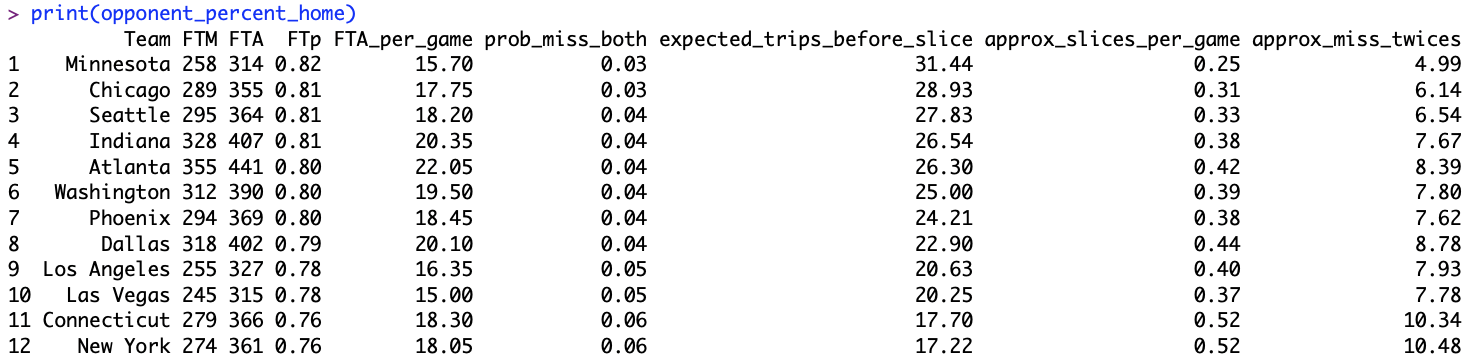 > print(opponent_percent_home)
Team FTM FTA FTp FTA_per_game prob_miss_both expected_trips_before_slice approx_slices_per_game approx_miss_twices
1 Minnesota 258 314 0.82 15.70 0.03 31.44 0.25 4.99
2 Chicago 289 355 0.81 17.75 0.03 28.93 0.31 6.14
3 Seattle 295 364 0.81 18.20 0.04 27.83 0.33 6.54
4 Indiana 328 407 0.81 20.35 0.04 26.54 0.38 7.67
5 Atlanta 355 441 0.80 22.05 0.04 26.30 0.42 8.39
6 Washington 312 390 0.80 19.50 0.04 25.00 0.39 7.80
7 Phoenix 294 369 0.80 18.45 0.04 24.21 0.38 7.62
8 Dallas 318 402 0.79 20.10 0.04 22.90 0.44 8.78
9 Los Angeles 255 327 0.78 16.35 0.05 20.63 0.40 7.93
10 Las Vegas 245 315 0.78 15.00 0.05 20.25 0.37 7.78
11 Connecticut 279 366 0.76 18.30 0.06 17.70 0.52 10.34
12 New York 274 361 0.76 18.05 0.06 17.22 0.52 10.48